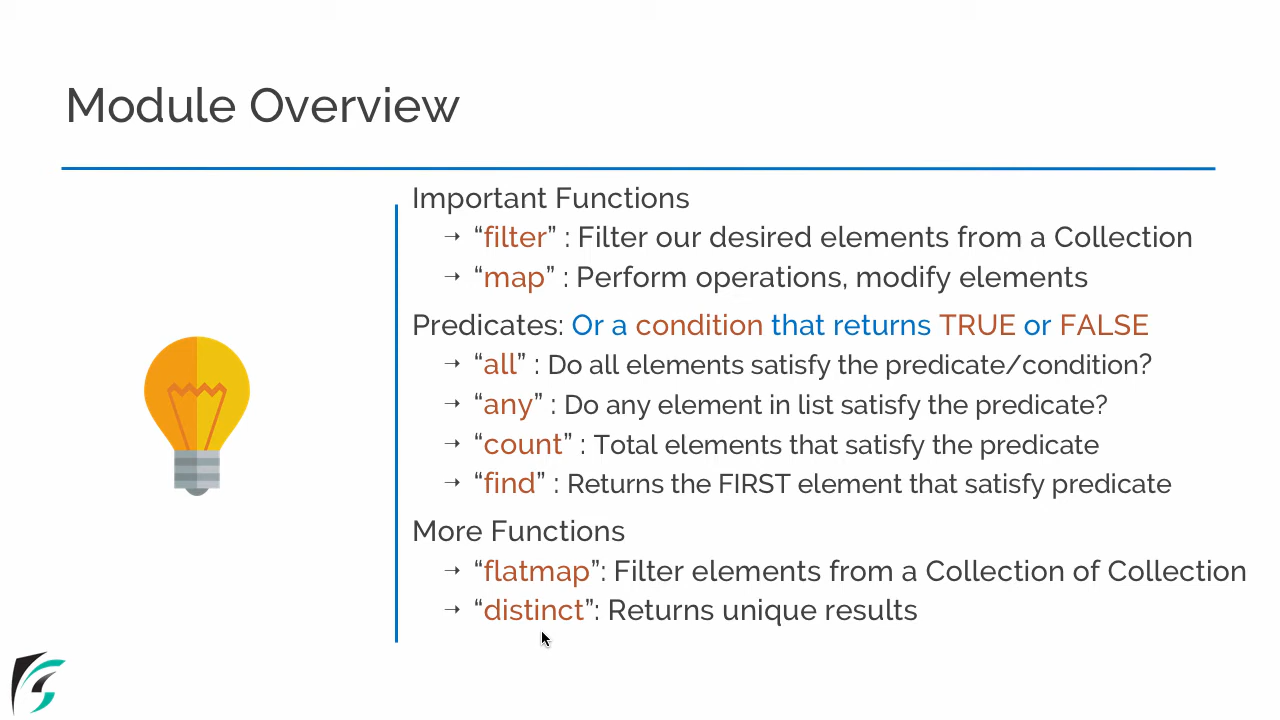 Module Overview
Important Functions
→ “filter” : Filter our desired elements from a Collection
→ “map” : Perform operations, modify elements
Predicates: Or a condition that returns TRUE or FALSE
→ “all” : Do all elements satisfy the predicate/condition?
→ “any” : Do any element in list satisfy the predicate?
→ “count” : Total elements that satisfy the predicate
→ “find” : Returns the FIRST element that satisfy predicate
More Functions
→ “flatmap”: Filter elements from a Collection of Collection
→ “distinct”: Returns unique results